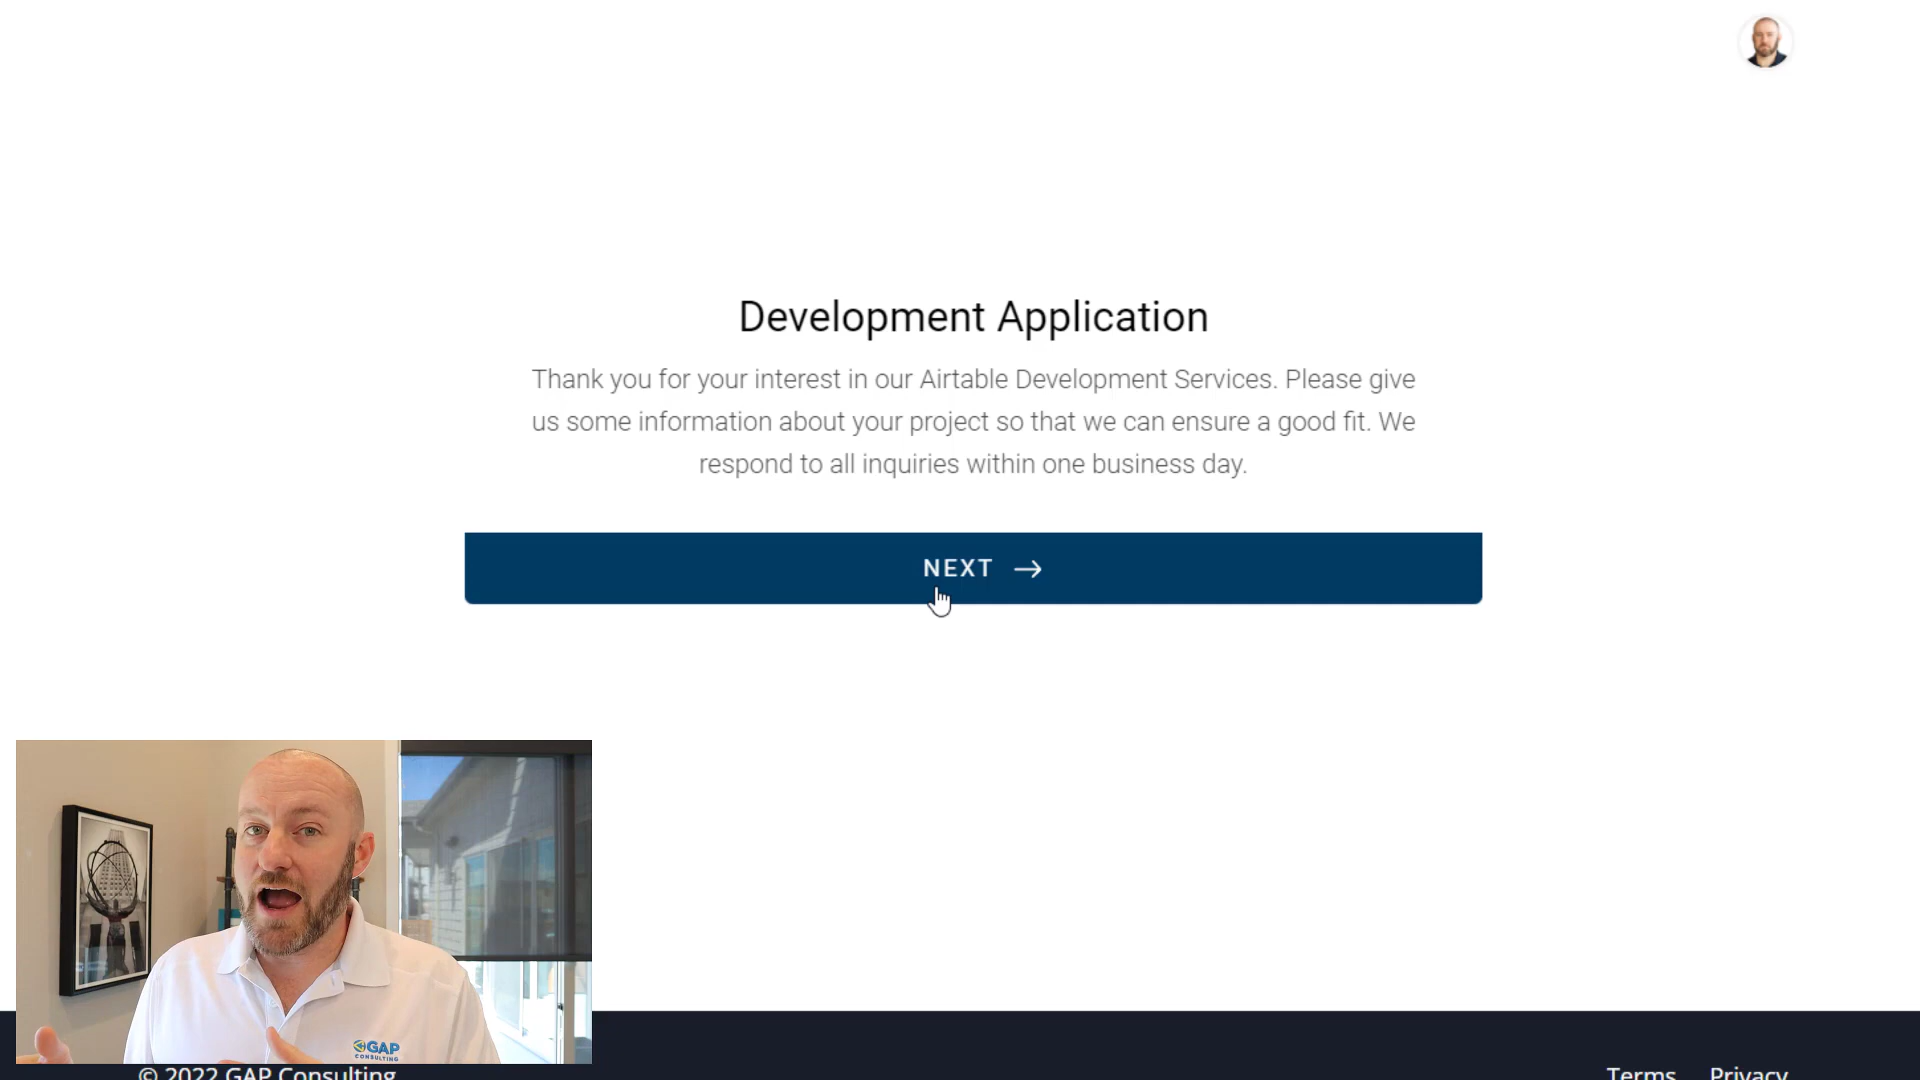 Development Application
Thank you for your interest in our Airtable Development Services. Please give
us some information about your project so that we can ensure a good fit. We
respond to all inquiries within one business day.
NEXT →
GAP
CONSULTING
© 2022 GAP Consulting
Terms Privacy